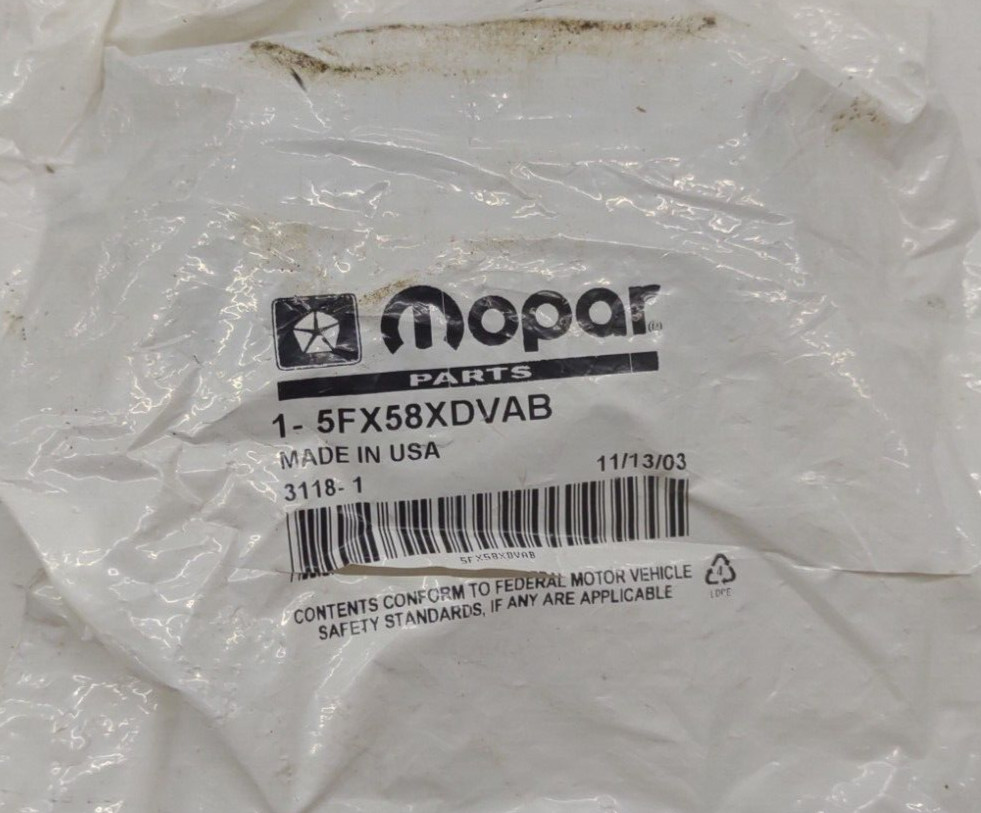 mopar
PARTS
1- 5FX58XDVAB
MADE IN USA
11/13/03
3118- 1
5FX58XDVAB
CONTENTS CONFORM TO FEDERAL MOTOR VEHICLE
SAFETY STANDARDS, IF ANY ARE APPLICABLE
4
LDPE